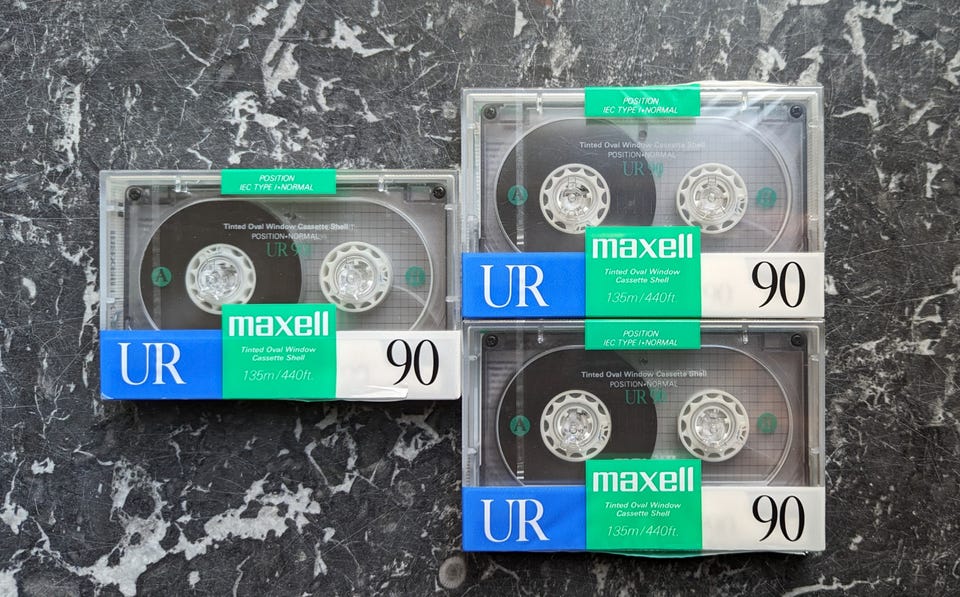 POSITION
IEC TYPE I•NORMAL
Tinted Oval Window Cassette Shell
POSITION•NORMAL
UR 90
A
B
maxell
UR
Tinted Oval Window
Cassette Shell
135m/440ft.
90
POSITION
IEC TYPE I•NORMAL
Tinted Oval Window Cassette Shell
POSITION•NORMAL
UR 90
A
B
maxell
UR
Tinted Oval Window
Cassette Shell
135m/440ft.
90
POSITION
IEC TYPE I•NORMAL
Tinted Oval Window Cassette Shell
POSITION•NORMAL
UR 90
A
B
maxell
UR
Tinted Oval Window
Cassette Shell
135m/440ft.
90